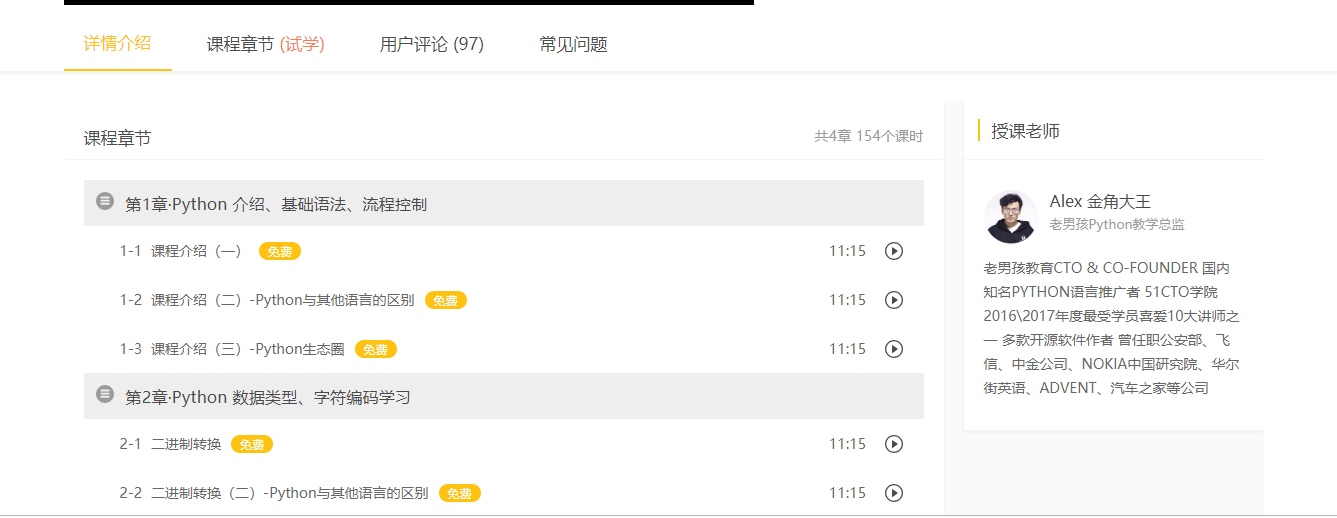 详情介绍 课程章节 (试学) 用户评论 (97) 常见问题
课程章节 共4章 154个课时
第1章·Python 介绍、基础语法、流程控制
1-1 课程介绍（一） 免费 11:15
1-2 课程介绍（二）-Python与其他语言的区别 免费 11:15
1-3 课程介绍（三）-Python生态圈 免费 11:15
第2章·Python 数据类型、字符编码学习
2-1 二进制转换 免费 11:15
2-2 二进制转换（二）-Python与其他语言的区别 免费 11:15
授课老师
Alex 金角大王
老男孩Python教学总监
老男孩教育CTO & CO-FOUNDER 国内
知名PYTHON语言推广者 51CTO学院
2016\2017年度最受学员喜爱10大讲师之
一 多款开源软件作者 曾任职公安部、飞
信、中金公司、NOKIA中国研究院、华尔
街英语、ADVENT、汽车之家等公司